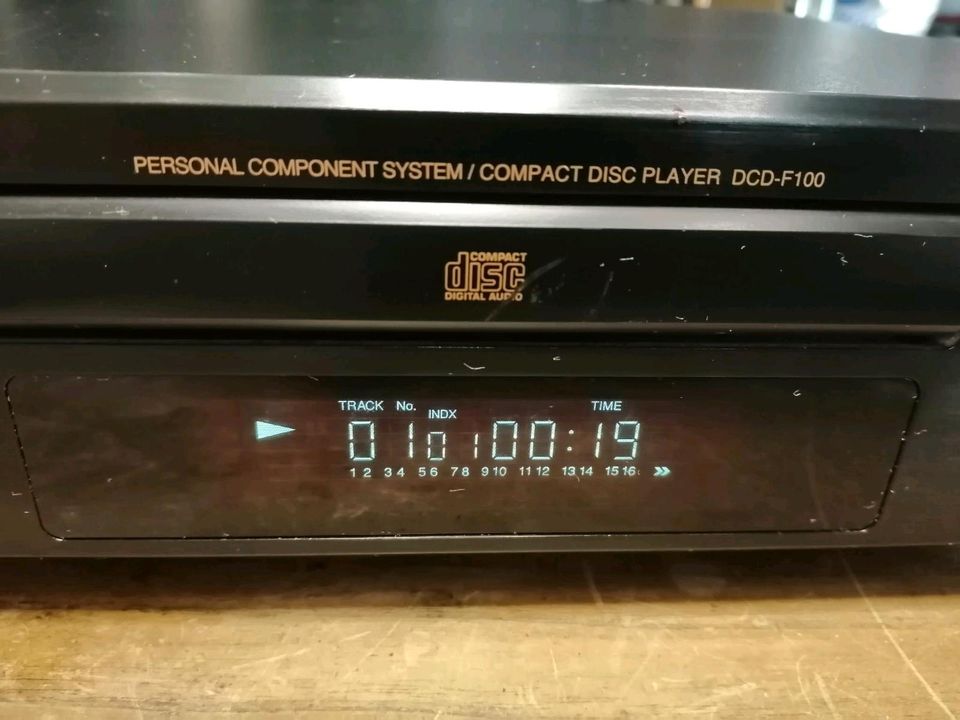 PERSONAL COMPONENT SYSTEM / COMPACT DISC PLAYER DCD-F100
COMPACT
disc
DIGITAL AUDIO
TRACK No. INDX TIME
01 01 00:19
1 2 3 4 5 6 7 8 9 10 11 12 13 14 15 16